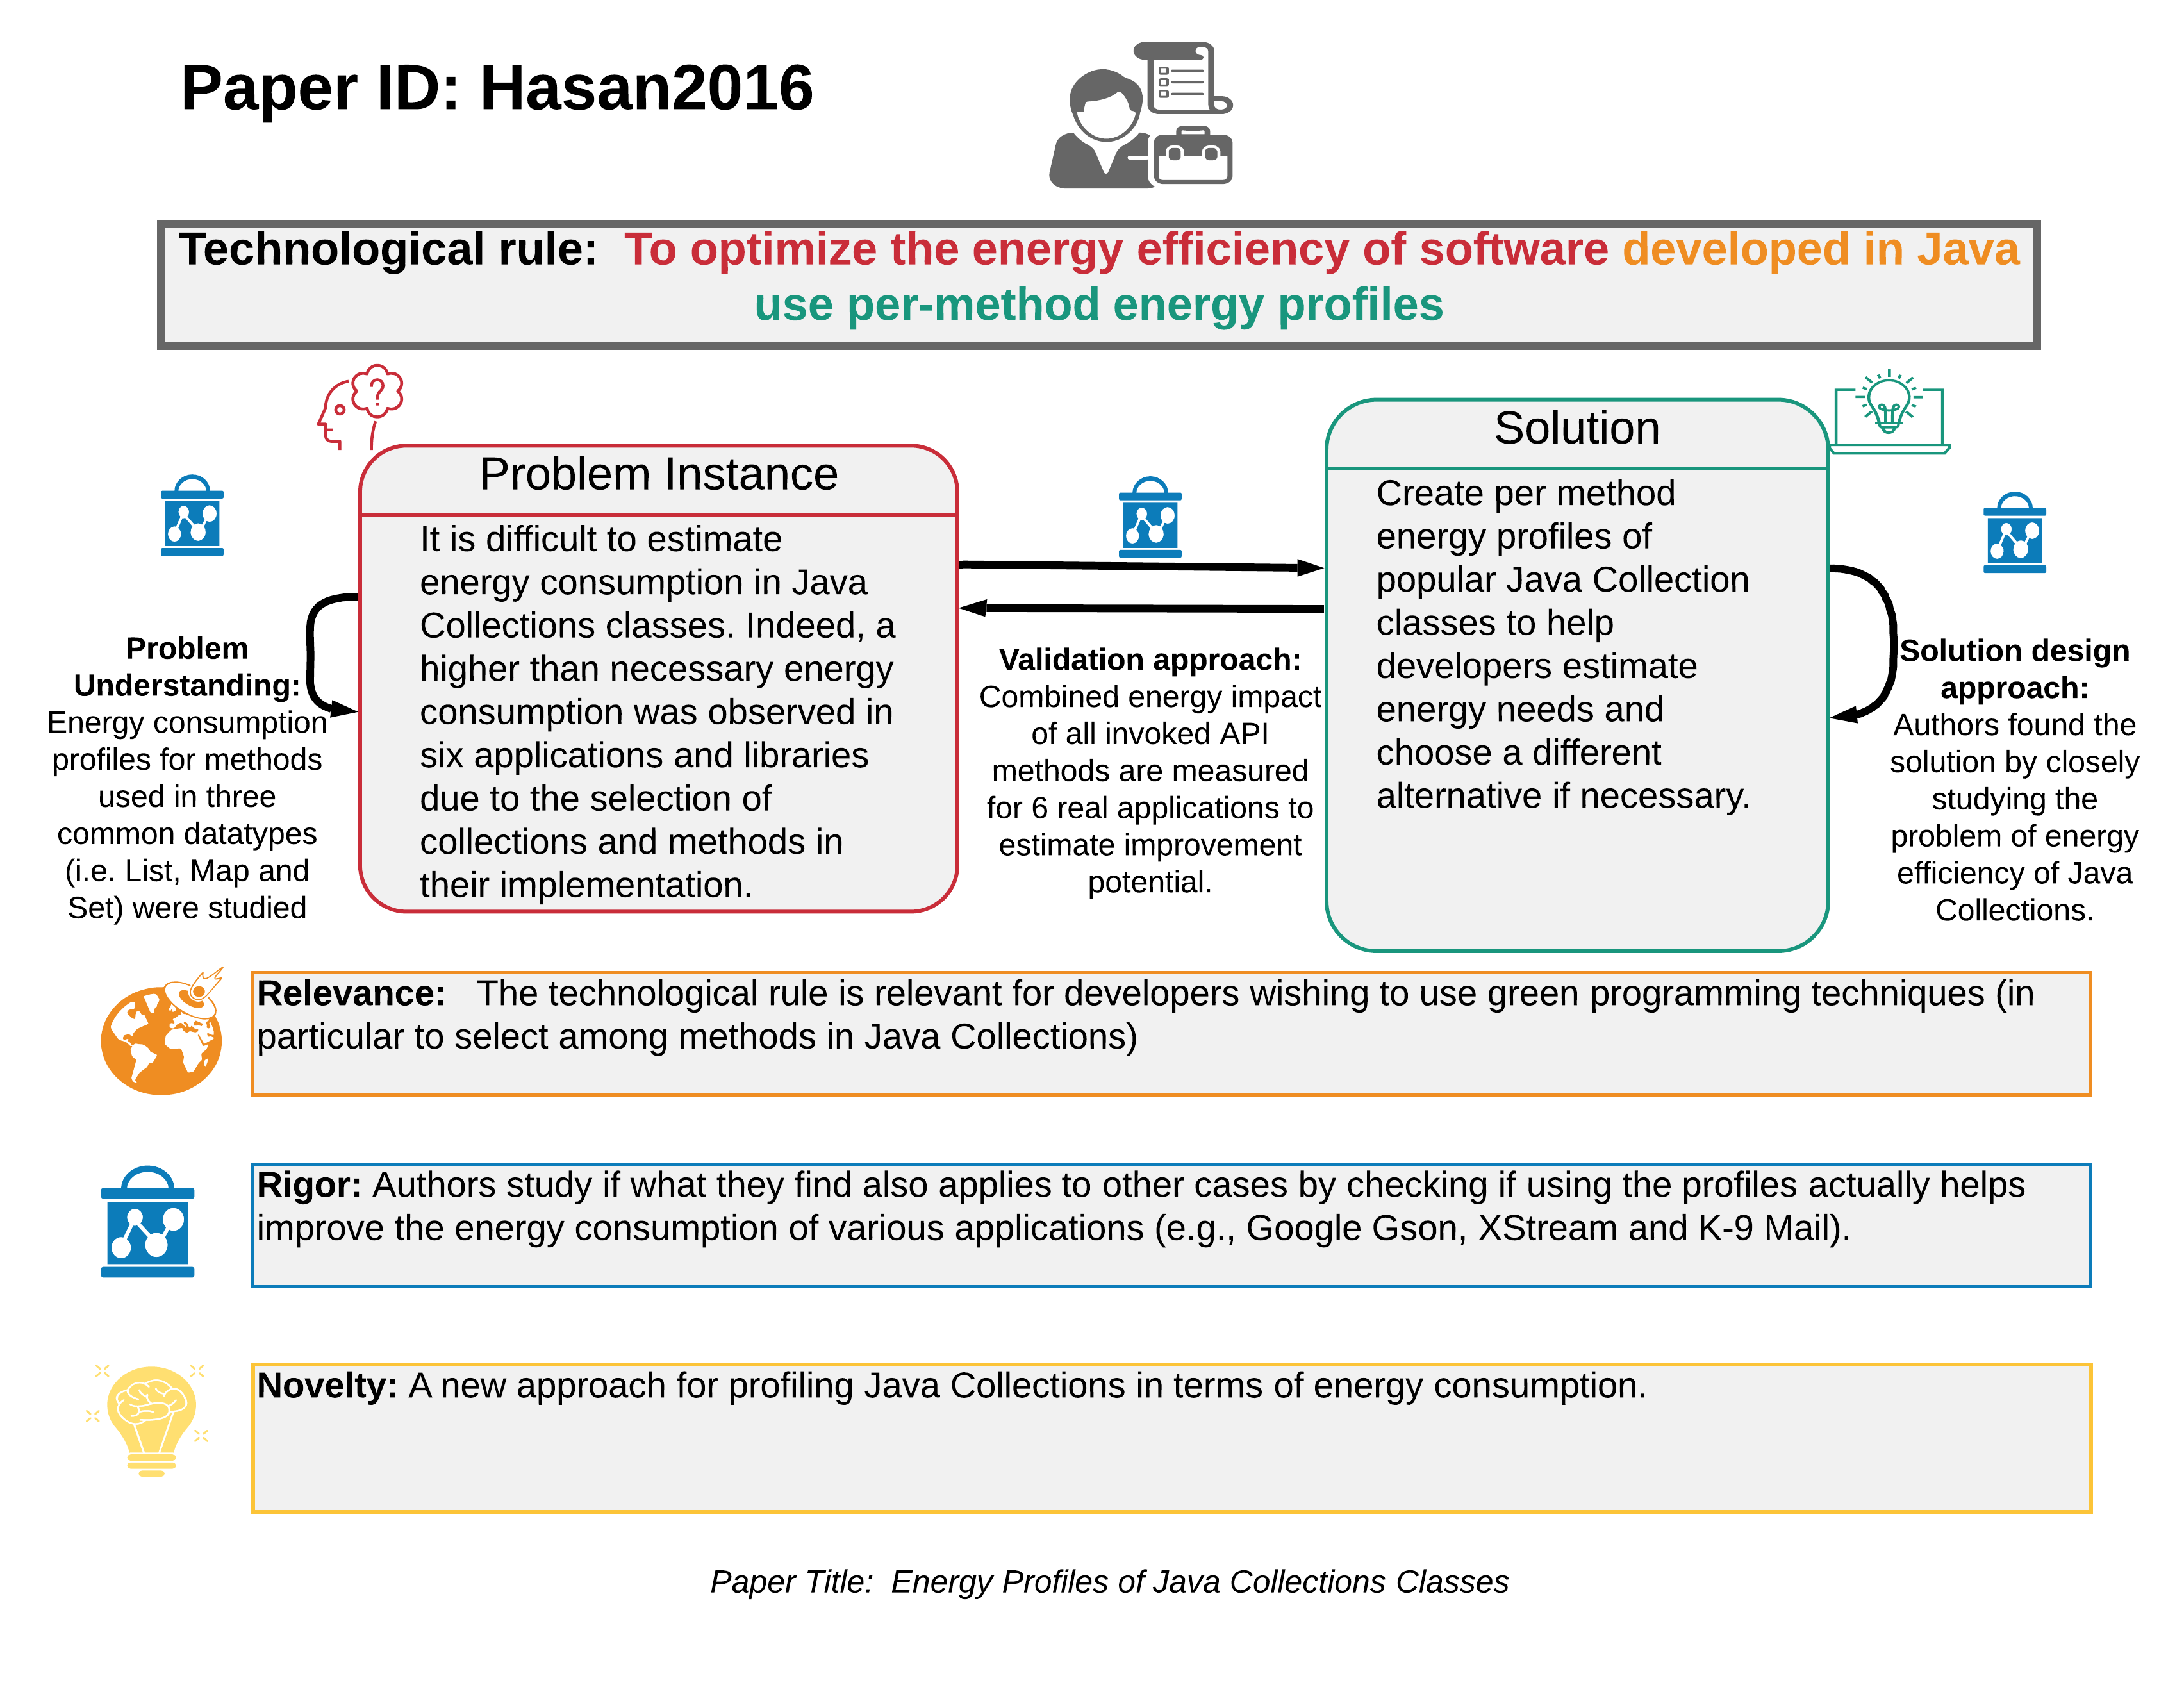 Paper ID: Hasan2016
Technological rule: To optimize the energy efficiency of software developed in Java
use per-method energy profiles
Problem
Understanding:
Energy consumption
profiles for methods
used in three
common datatypes
(i.e. List, Map and
Set) were studied
Problem Instance
It is difficult to estimate
energy consumption in Java
Collections classes. Indeed, a
higher than necessary energy
consumption was observed in
six applications and libraries
due to the selection of
collections and methods in
their implementation.
Validation approach:
Combined energy impact
of all invoked API
methods are measured
for 6 real applications to
estimate improvement
potential.
Solution
Create per method
energy profiles of
popular Java Collection
classes to help
developers estimate
energy needs and
choose a different
alternative if necessary.
Solution design
approach:
Authors found the
solution by closely
studying the
problem of energy
efficiency of Java
Collections.
Relevance: The technological rule is relevant for developers wishing to use green programming techniques (in
particular to select among methods in Java Collections)
Rigor: Authors study if what they find also applies to other cases by checking if using the profiles actually helps
improve the energy consumption of various applications (e.g., Google Gson, XStream and K-9 Mail).
Novelty: A new approach for profiling Java Collections in terms of energy consumption.
Paper Title: Energy Profiles of Java Collections Classes